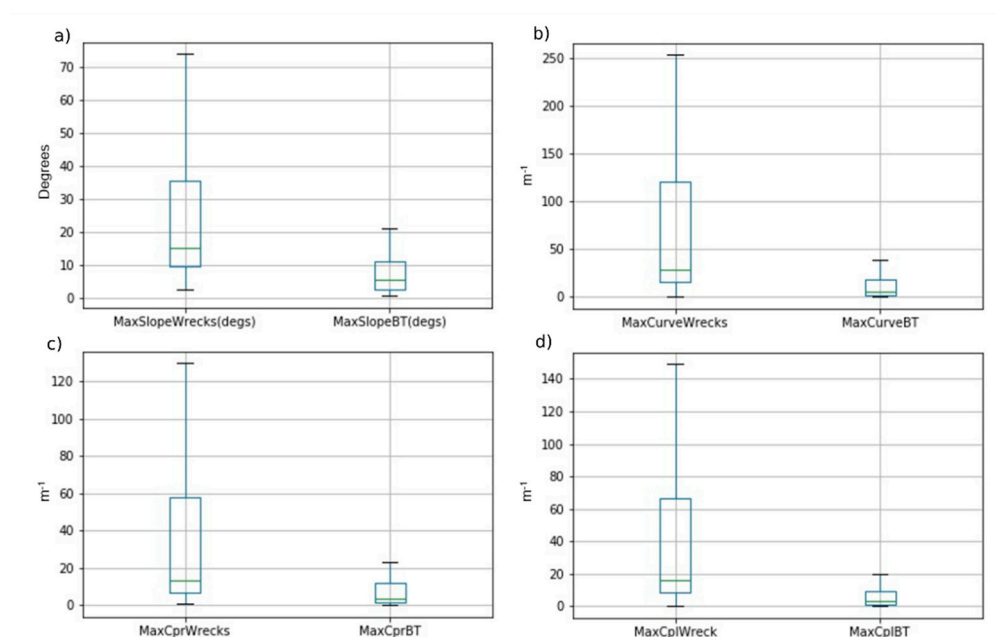 a)
70
60
50
40
30
20
10
0
Degrees
MaxSlopeWrecks(degs) MaxSlopeBT(degs)
b)
250
200
150
100
50
0
m-1
MaxCurveWrecks MaxCurveBT
c)
120
100
80
60
40
20
0
m-1
MaxCprWrecks MaxCprBT
d)
140
120
100
80
60
40
20
0
m-1
MaxCplWreck MaxCplBT